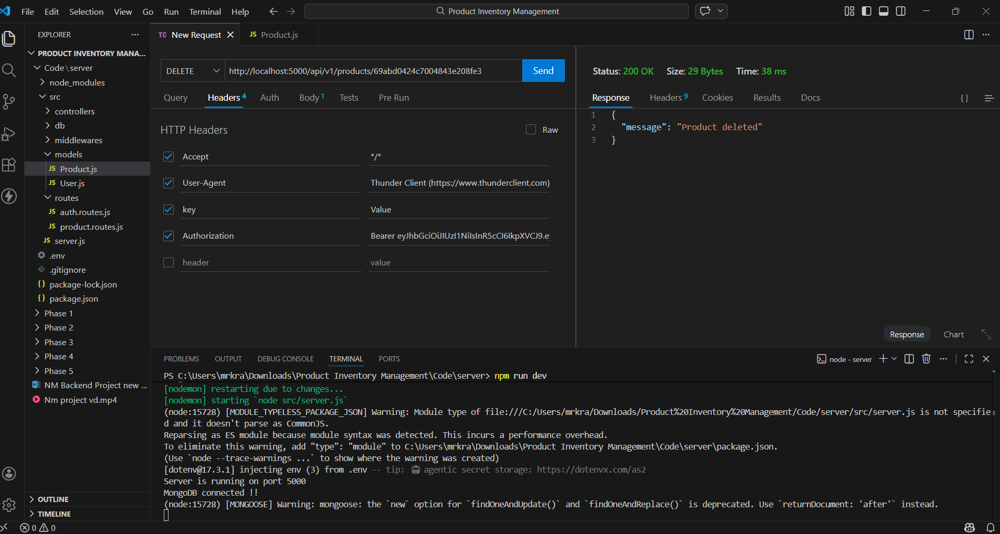 File Edit Selection View Go Run Terminal Help
Product Inventory Management
EXPLORER
PRODUCT INVENTORY MANA...
Code\server
node_modules
src
controllers
db
middlewares
models
JS Product.js
JS User.js
routes
JS auth.routes.js
JS product.routes.js
JS server.js
.env
.gitignore
{} package-lock.json
{} package.json
Phase 1
Phase 2
Phase 3
Phase 4
Phase 5
NM Backend Project new ...
Nm project vd.mp4
OUTLINE
TIMELINE
TC New Request
JS Product.js
DELETE http://localhost:5000/api/v1/products/69abd0424c7004843e208fe3 Send
Query Headers 4 Auth Body 1 Tests Pre Run
HTTP Headers Raw
Accept */*
User-Agent Thunder Client (https://www.thunderclient.com)
key Value
Authorization Bearer eyJhbGciOiJIUzI1NiIsInR5cCI6IkpXVCJ9.ey
header value
Status: 200 OK Size: 29 Bytes Time: 38 ms
Response Headers 9 Cookies Results Docs {}
1 {
2 "message": "Product deleted"
3 }
Response Chart
PROBLEMS OUTPUT DEBUG CONSOLE TERMINAL PORTS
node - server
PS C:\Users\mrkra\Downloads\Product Inventory Management\Code\server> npm run dev
[nodemon] restarting due to changes...
[nodemon] starting `node src/server.js`
(node:15728) [MODULE_TYPELESS_PACKAGE_JSON] Warning: Module type of file:///C:/Users/mrkra/Downloads/Product%20Inventory%20Management/Code/server/src/server.js is not specifie
d and it doesn't parse as CommonJS.
Reparsing as ES module because module syntax was detected. This incurs a performance overhead.
To eliminate this warning, add "type": "module" to C:\Users\mrkra\Downloads\Product Inventory Management\Code\server\package.json.
(Use `node --trace-warnings ...` to show where the warning was created)
[dotenv@17.3.1] injecting env (3) from .env -- tip: 🤖 agentic secret storage: https://dotenvx.com/as2
Server is running on port 5000
MongoDB connected !!
(node:15728) [MONGOOSE] Warning: mongoose: the `new` option for `findOneAndUpdate()` and `findOneAndReplace()` is deprecated. Use `returnDocument: 'after'` instead.
0 0